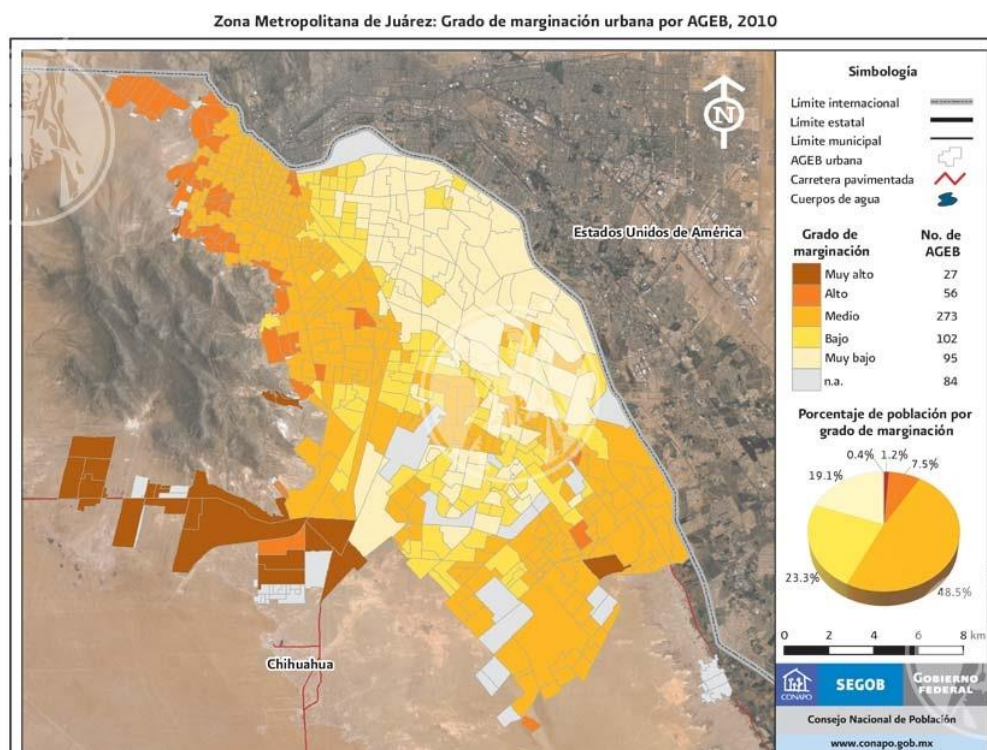 Zona Metropolitana de Juárez: Grado de marginación urbana por AGEB, 2010
Simbología
Límite internacional
Límite estatal
Límite municipal
AGEB urbana
Carretera pavimentada
Cuerpos de agua
N
Estados Unidos de América
Grado de marginación
No. de AGEB
Muy alto 27
Alto 56
Medio 273
Bajo 102
Muy bajo 95
n.a. 84
Porcentaje de población por
grado de marginación
0.4%
1.2%
7.5%
19.1%
23.3%
48.5%
0 2 4 6 8 km
Chihuahua
CONAPO
SEGOB
GOBIERNO
FEDERAL
Consejo Nacional de Población
www.conapo.gob.mx